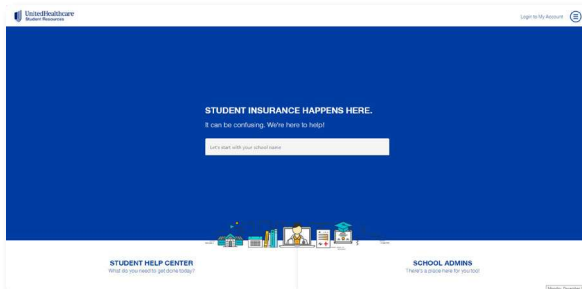 UnitedHealthcare
Student Resources
Login to My Account
STUDENT INSURANCE HAPPENS HERE.
It can be confusing. We're here to help!
Let's start with your school name
STUDENT HELP CENTER
What do you need to get done today?
SCHOOL ADMINS
There's a place here for you too!